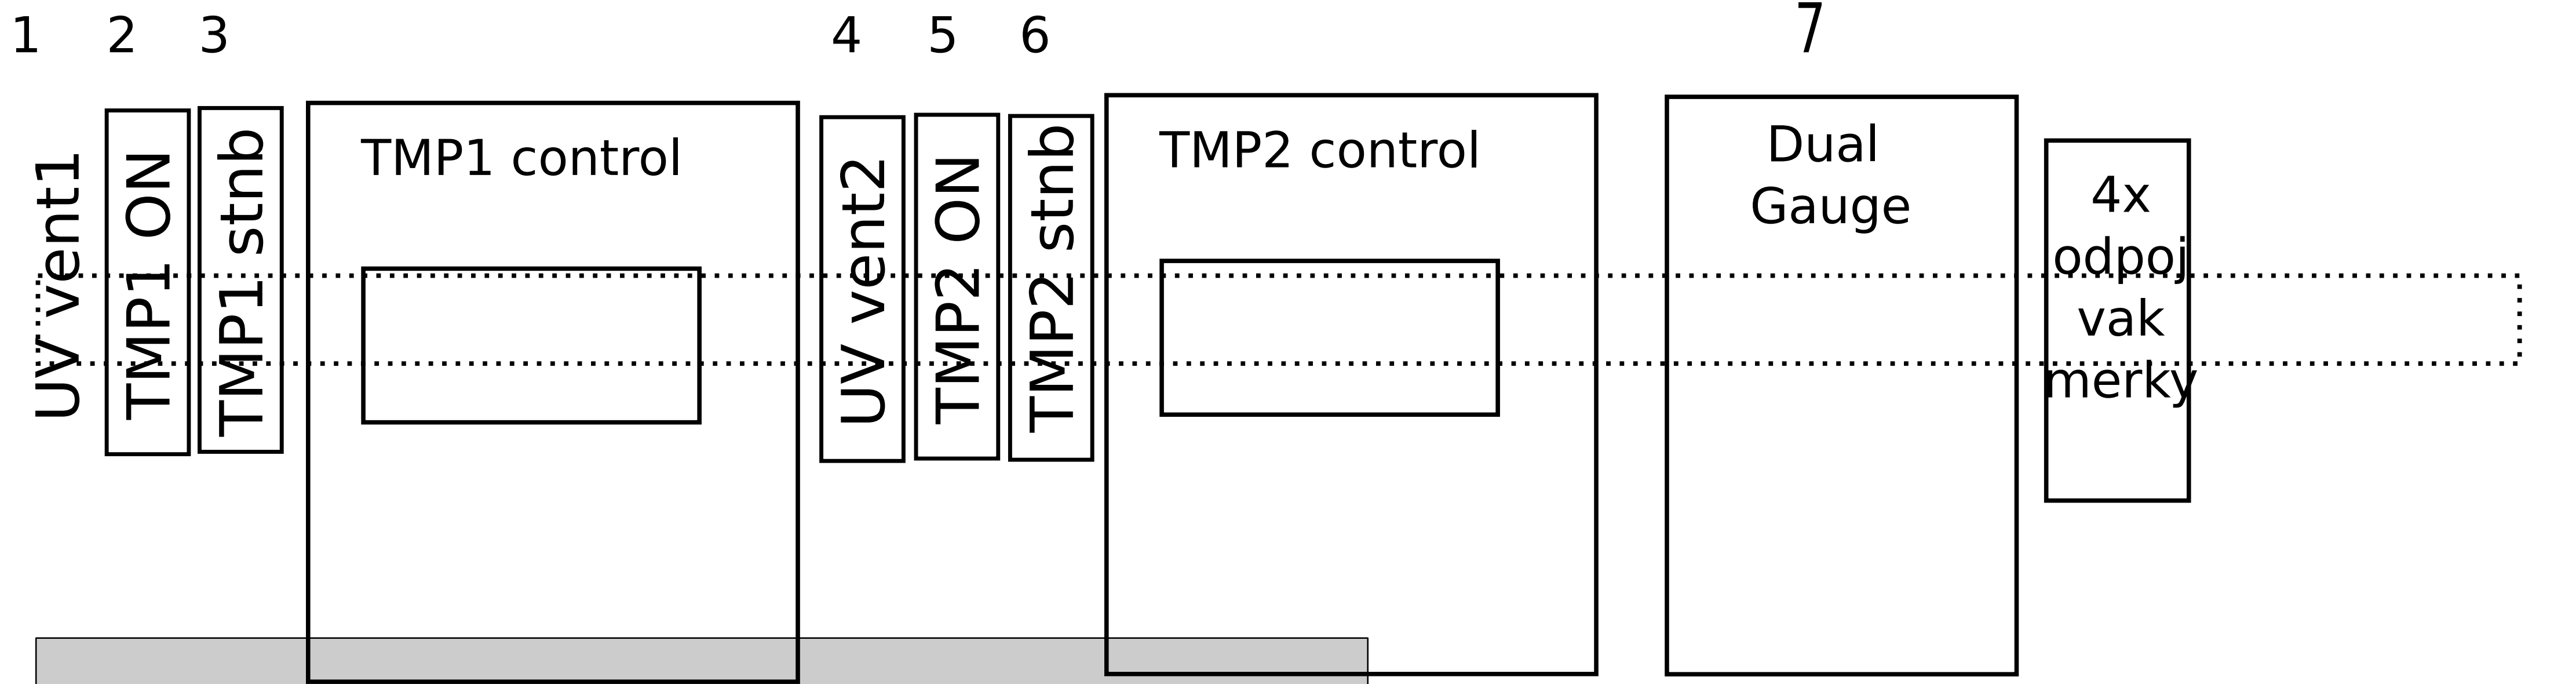 1 2 3 4 5 6 7
UV vent1
TMP1 ON
TMP1 stnb
TMP1 control
UV vent2
TMP2 ON
TMP2 stnb
TMP2 control
Dual
Gauge
4x
odpoj
vak
merky